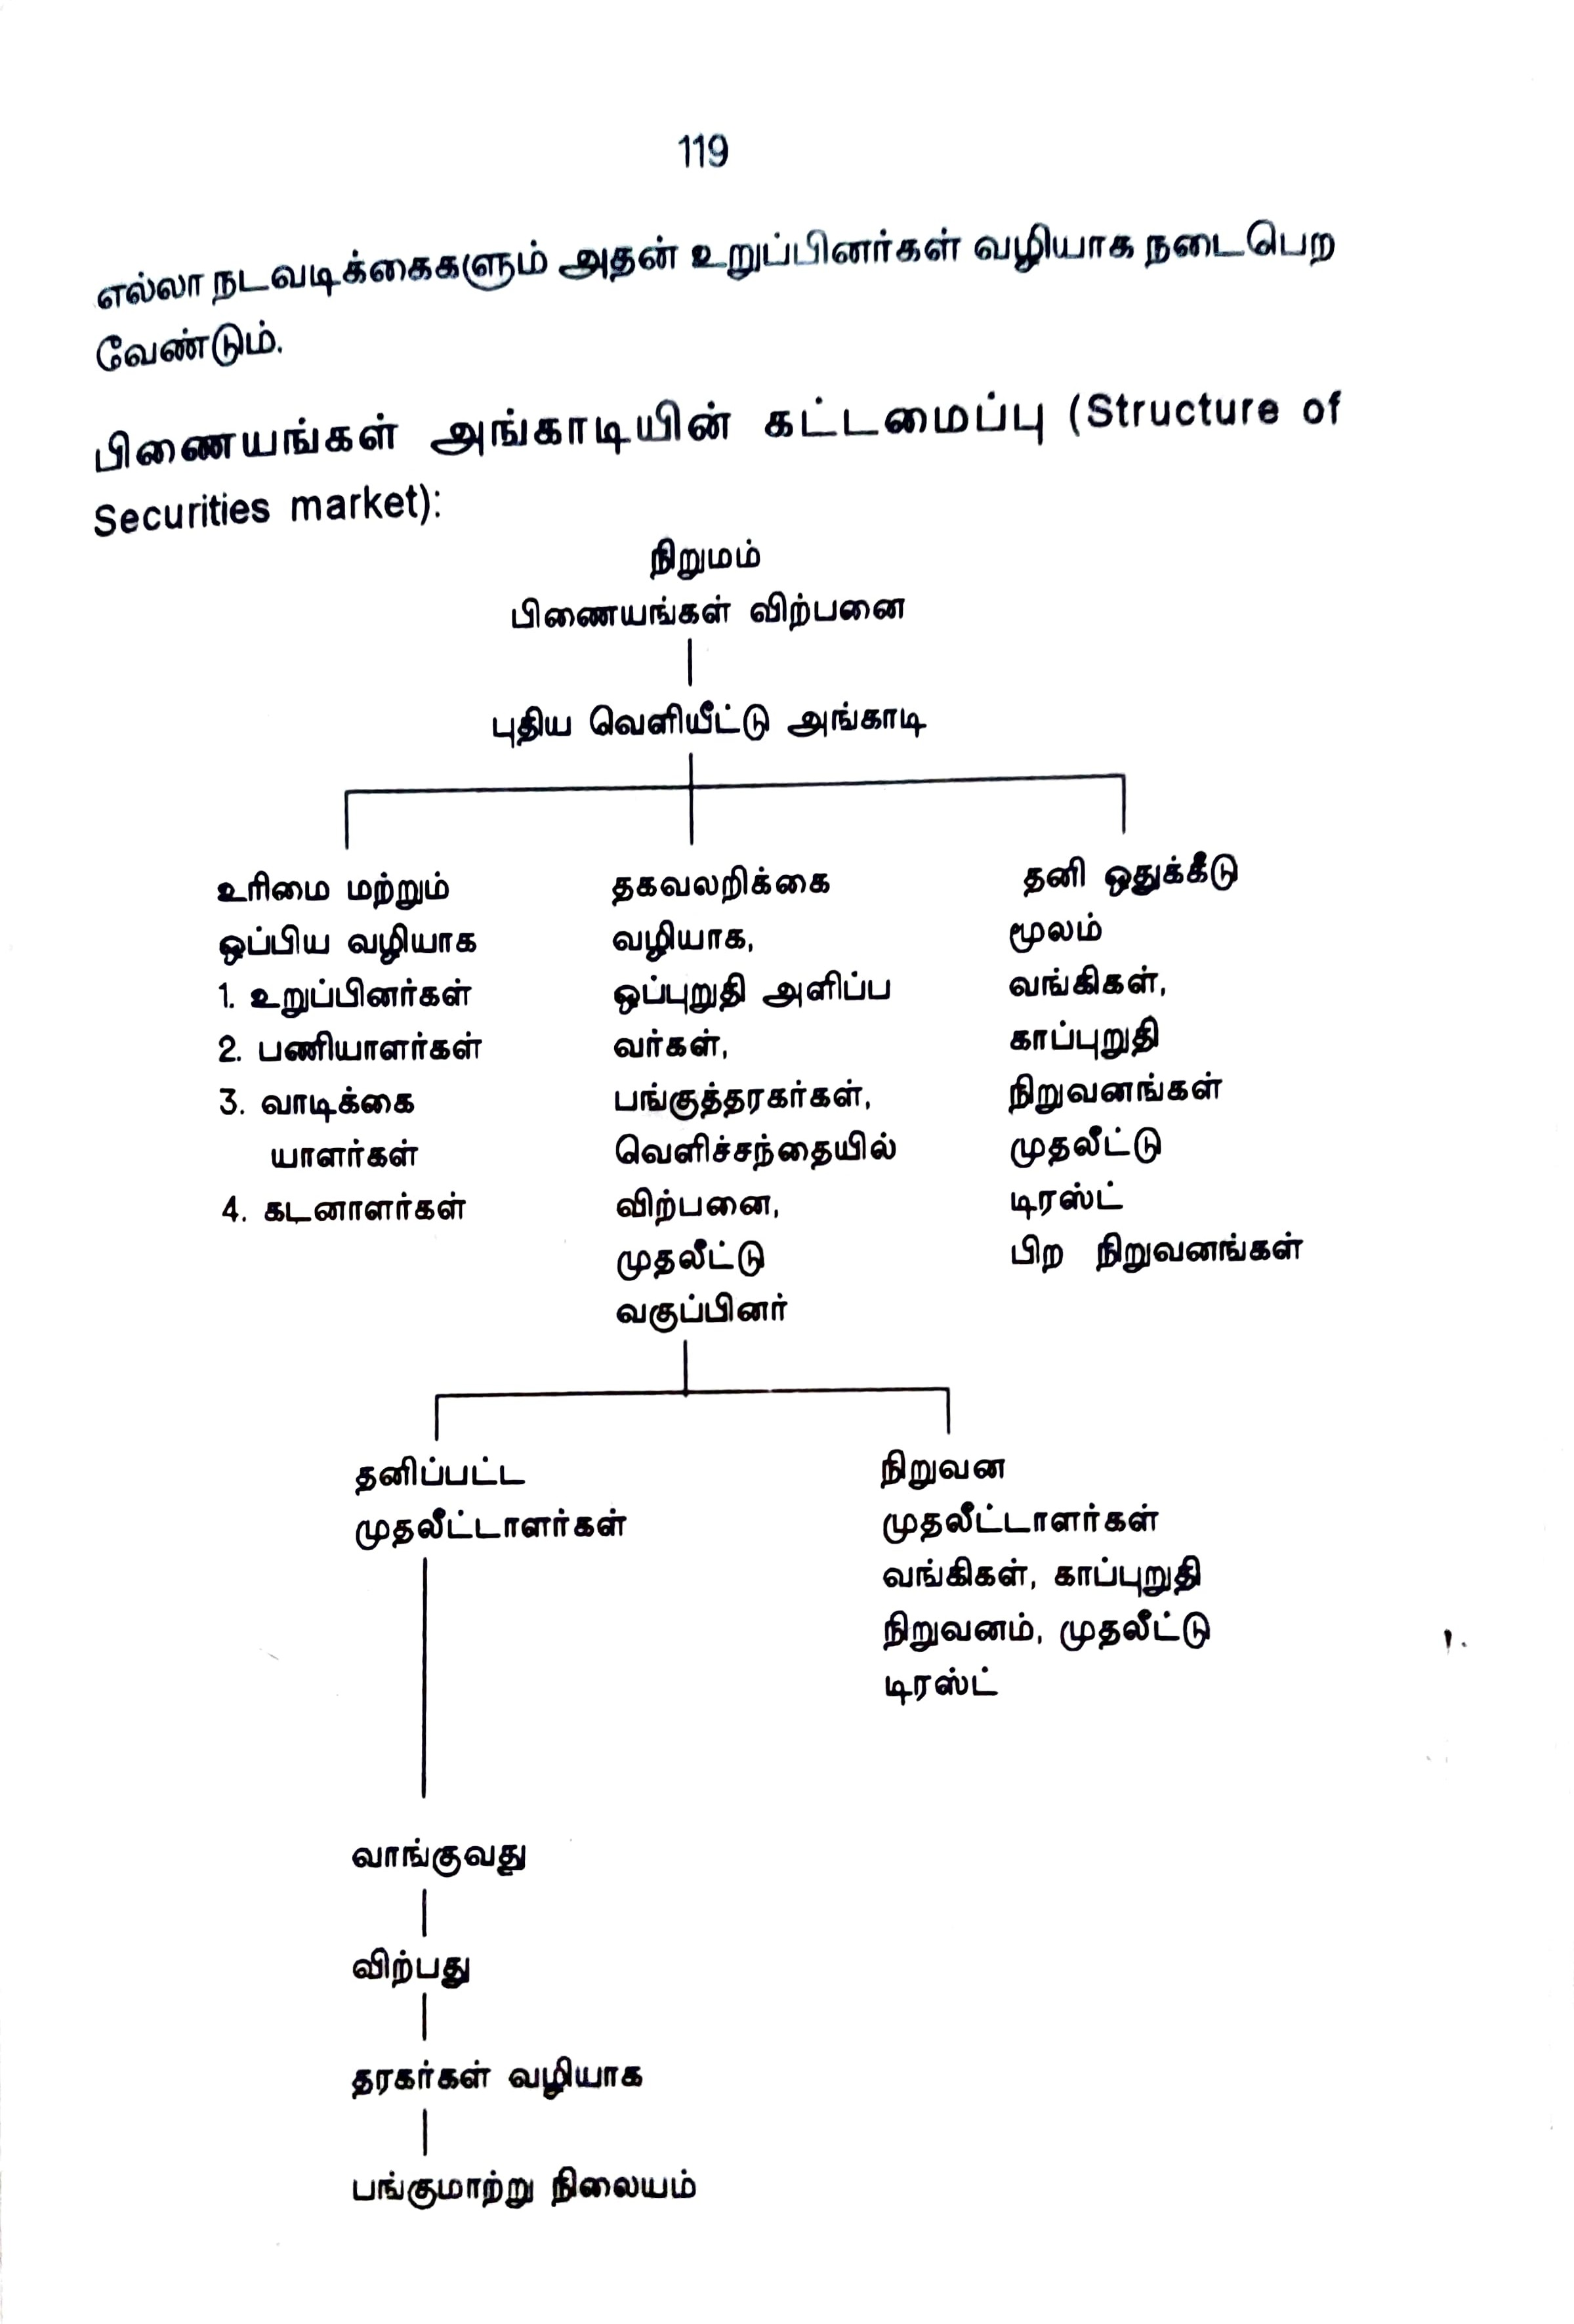 119
எல்லா நடவடிக்கைகளும் அதன் உறுப்பினர்கள் வழியாக நடைபெற
வேண்டும்.
பிணையங்கள் அங்காடியின் கட்டமைப்பு (Structure of
Securities market):
நிறுமம்
பிணையங்கள் விற்பனை
புதிய வெளியீட்டு அங்காடி
உரிமை மற்றும்
ஒப்பிய வழியாக
1. உறுப்பினர்கள்
2. பணியாளர்கள்
3. வாடிக்கை
யாளர்கள்
4. கடனாளர்கள்
தகவலறிக்கை
வழியாக,
ஒப்புறுதி அளிப்ப
வர்கள்,
பங்குத்தரகர்கள்,
வெளிச்சந்தையில்
விற்பனை,
முதலீட்டு
வகுப்பினர்
தனி ஒதுக்கீடு
மூலம்
வங்கிகள்,
காப்புறுதி
நிறுவனங்கள்
முதலீட்டு
டிரஸ்ட்
பிற நிறுவனங்கள்
தனிப்பட்ட
முதலீட்டாளர்கள்
நிறுவன
முதலீட்டாளர்கள்
வங்கிகள், காப்புறுதி
நிறுவனம், முதலீட்டு
டிரஸ்ட்
வாங்குவது
விற்பது
தரகர்கள் வழியாக
பங்குமாற்று நிலையம்